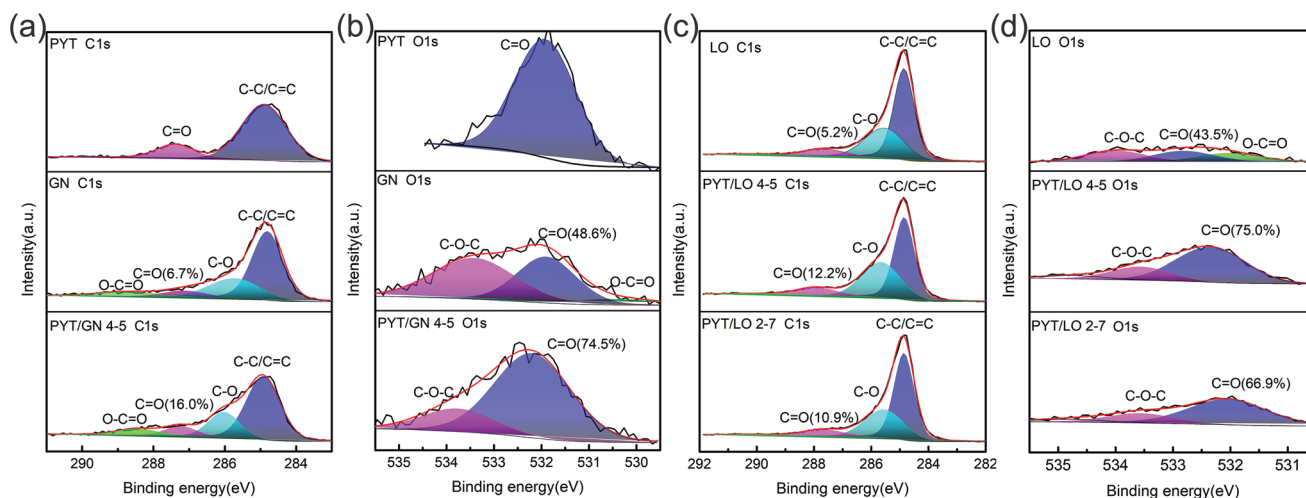 (a)
PYT C1s
C=O
C-C/C=C
GN C1s
C-C/C=C
C-O
C=O(6.7%)
O-C=O
PYT/GN 4-5 C1s
C-C/C=C
C-O
C=O(16.0%)
O-C=O
Intensity(a.u.)
290 288 286 284
Binding energy(eV)
(b)
PYT O1s
C=O
GN O1s
C=O(48.6%)
C-O-C
O-C=O
PYT/GN 4-5 O1s
C=O(74.5%)
C-O-C
Intensity(a.u.)
535 534 533 532 531 530
Binding energy(eV)
(c)
C-C/C=C
LO C1s
C-O
C=O(5.2%)
PYT/LO 4-5 C1s
C-C/C=C
C-O
C=O(12.2%)
PYT/LO 2-7 C1s
C-C/C=C
C-O
C=O(10.9%)
Intensity(a.u.)
292 290 288 286 284 282
Binding energy(eV)
(d)
LO O1s
C-O-C C=O(43.5%)
O-C=O
PYT/LO 4-5 O1s
C=O(75.0%)
C-O-C
PYT/LO 2-7 O1s
C=O(66.9%)
C-O-C
Intensity(a.u.)
535 534 533 532 531
Binding energy(eV)